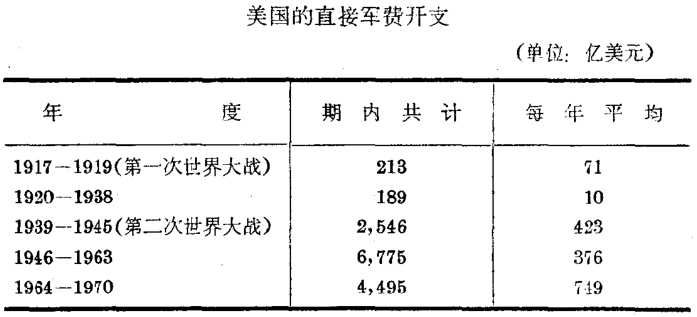 美国的直接军费开支
(单位:亿美元)
年 度 期内共计 每年平均
1917—1919(第一次世界大战) 213 71
1920—1938 189 10
1939—1945(第二次世界大战) 2,546 423
1946—1963 6,775 376
1964—1970 4,495 749